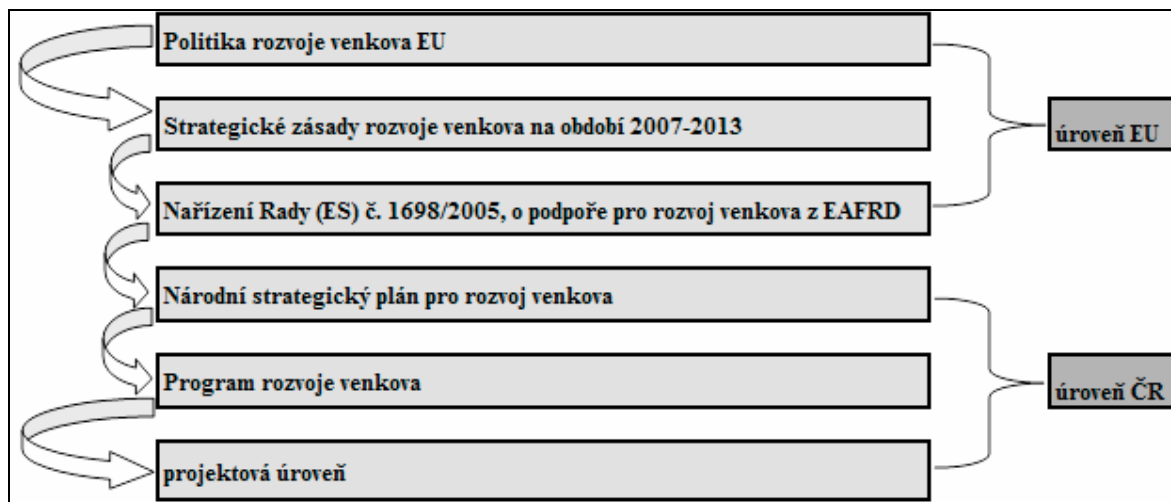 Politika rozvoje venkova EU
Strategické zásady rozvoje venkova na období 2007-2013
úroveň EU
Nařízení Rady (ES) č. 1698/2005, o podpoře pro rozvoj venkova z EAFRD
Národní strategický plán pro rozvoj venkova
Program rozvoje venkova
úroveň ČR
projektová úroveň